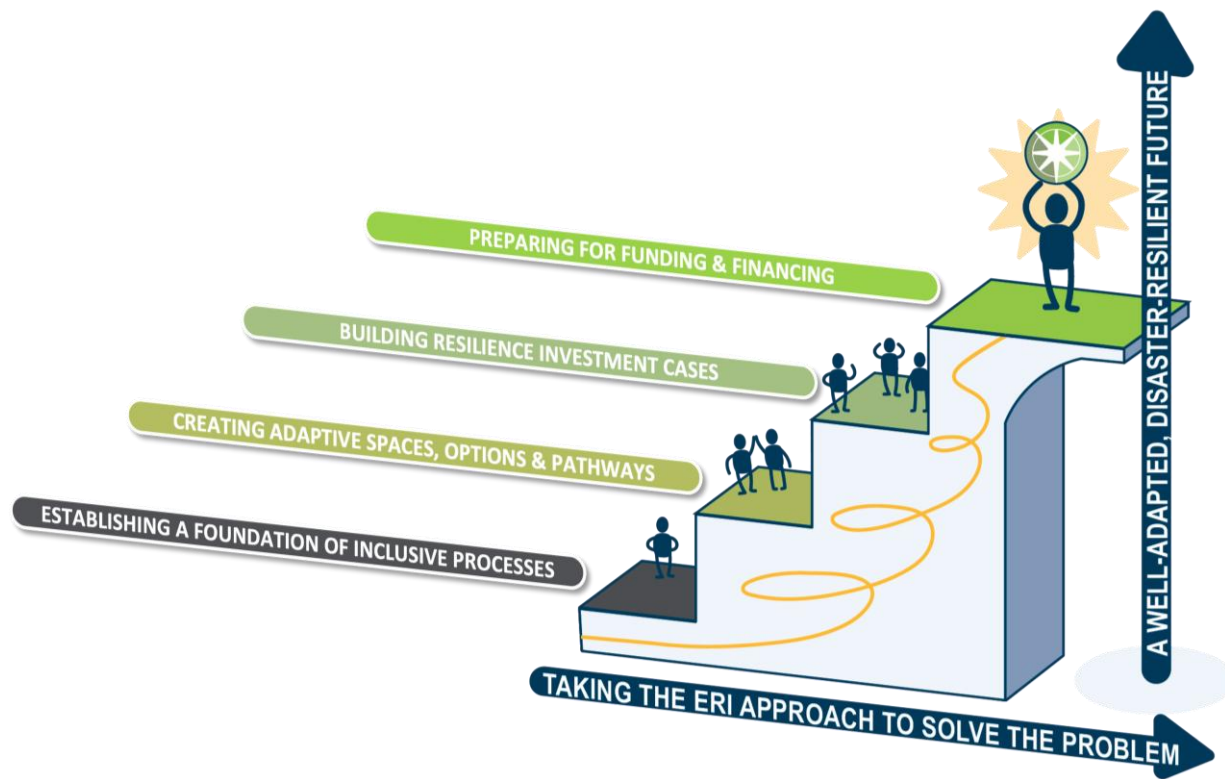 PREPARING FOR FUNDING & FINANCING
BUILDING RESILIENCE INVESTMENT CASES
CREATING ADAPTIVE SPACES, OPTIONS & PATHWAYS
ESTABLISHING A FOUNDATION OF INCLUSIVE PROCESSES
TAKING THE ERI APPROACH TO SOLVE THE PROBLEM
A WELL-ADAPTED, DISASTER-RESILIENT FUTURE